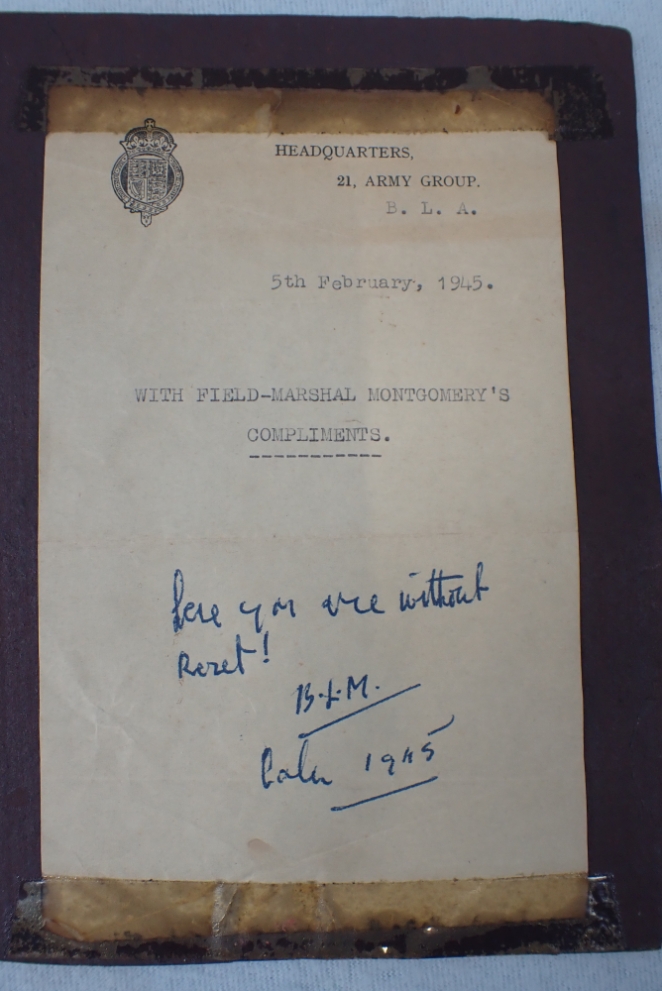 HEADQUARTERS,
21, ARMY GROUP.
B. L. A.
5th February, 1945.
WITH FIELD-MARSHAL MONTGOMERY'S
COMPLIMENTS.
here you are without
B.L.M.
1945